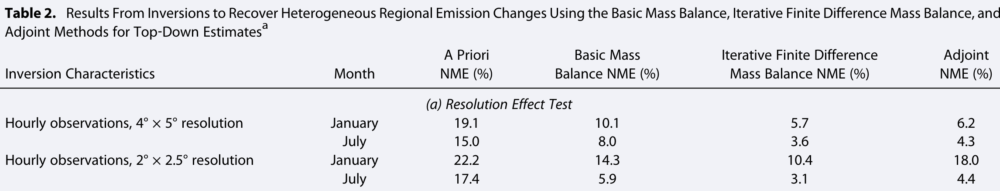 Table 2. Results From Inversions to Recover Heterogeneous Regional Emission Changes Using the Basic Mass Balance, Iterative Finite Difference Mass Balance, and
Adjoint Methods for Top-Down Estimatesa
A Priori Basic Mass Iterative Finite Difference Adjoint
Inversion Characteristics Month NME (%) Balance NME (%) Mass Balance NME (%) NME (%)
(a) Resolution Effect Test
Hourly observations, 4° × 5° resolution January 19.1 10.1 5.7 6.2
July 15.0 8.0 3.6 4.3
Hourly observations, 2° × 2.5° resolution January 22.2 14.3 10.4 18.0
July 17.4 5.9 3.1 4.4